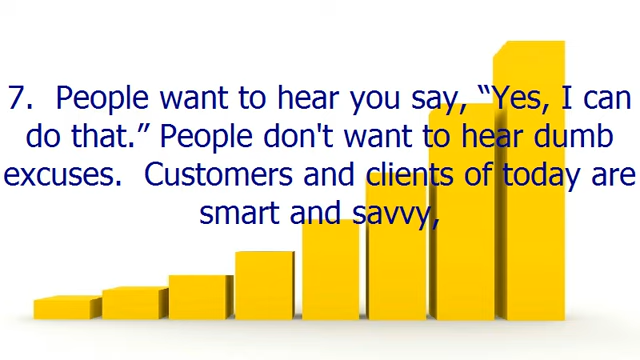 7.  People want to hear you say, “Yes, I can
do that.” People don't want to hear dumb
excuses.  Customers and clients of today are
smart and savvy,